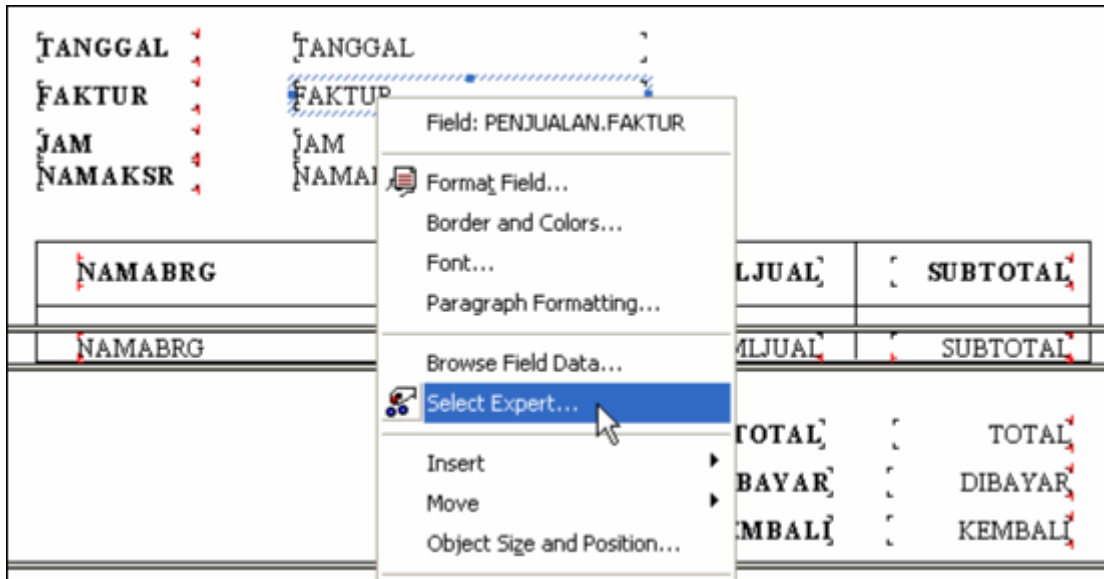 TANGGAL TANGGAL
FAKTUR FAKTUR
Field: PENJUALAN.FAKTUR
JAM JAM
NAMAKSR
Format Field...
Border and Colors...
Font...
Paragraph Formatting...
NAMABRG SUBTOTAL
NAMABRG SUBTOTAL
Browse Field Data...
Select Expert...
Insert
Move
Object Size and Position...
TOTAL TOTAL
DIBAYAR
KEMBALI